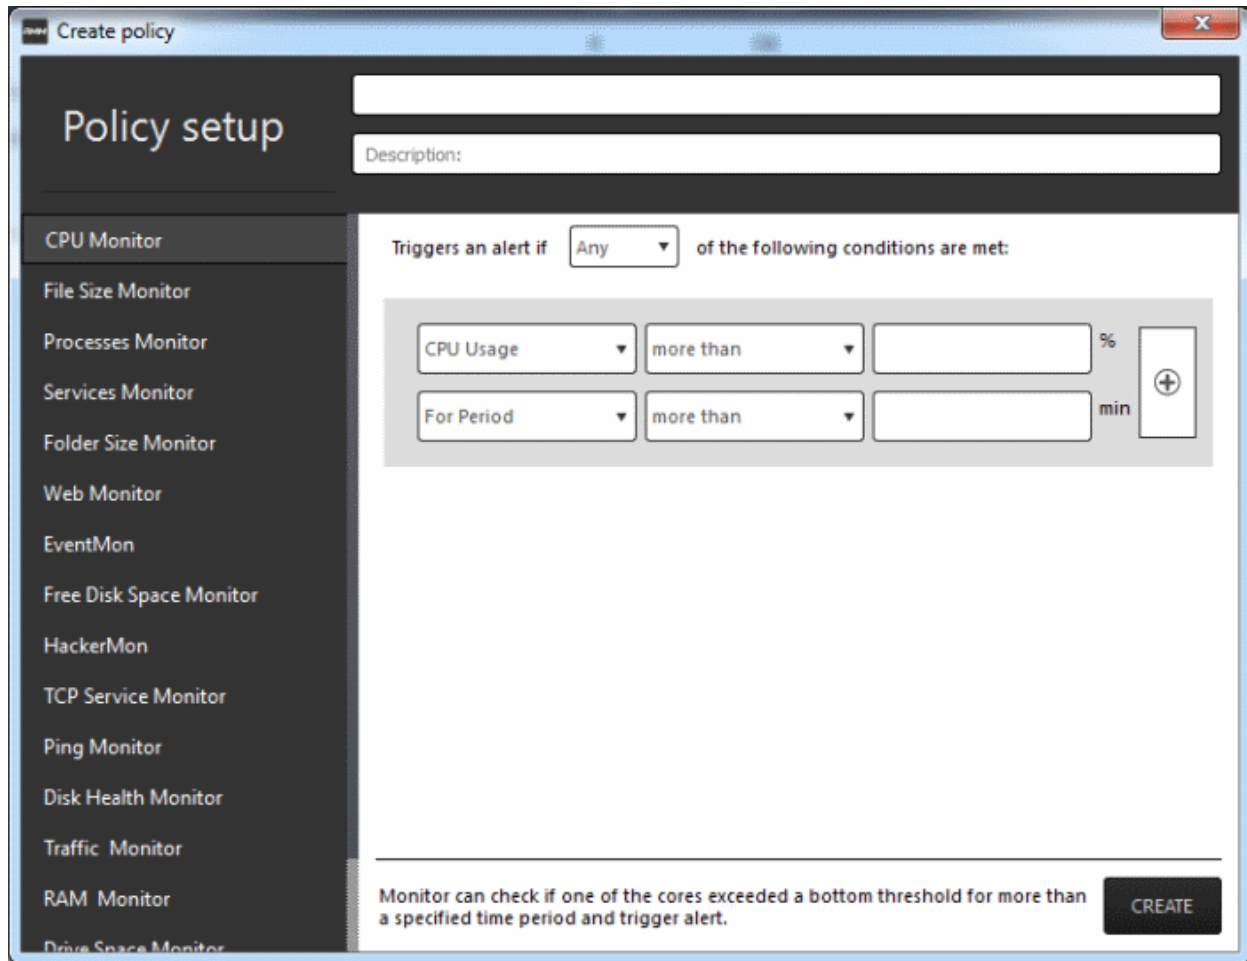 Create policy
Policy setup
Description:
CPU Monitor
File Size Monitor
Processes Monitor
Services Monitor
Folder Size Monitor
Web Monitor
EventMon
Free Disk Space Monitor
HackerMon
TCP Service Monitor
Ping Monitor
Disk Health Monitor
Traffic  Monitor
RAM  Monitor
Drive Space Monitor
Triggers an alert if Any of the following conditions are met:
CPU Usage more than %
For Period more than min
Monitor can check if one of the cores exceeded a bottom threshold for more than
a specified time period and trigger alert.
CREATE